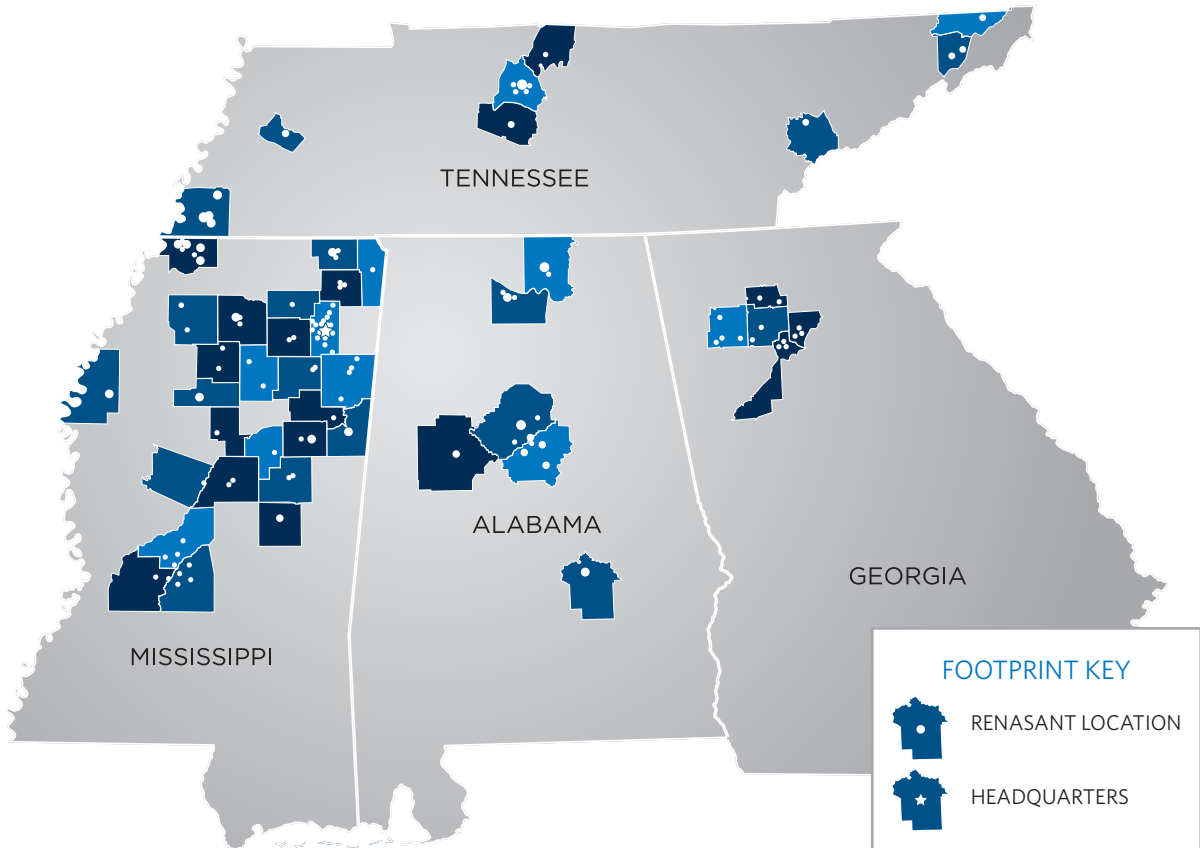 TENNESSEE
ALABAMA
GEORGIA
MISSISSIPPI
FOOTPRINT KEY
RENASANT LOCATION
HEADQUARTERS